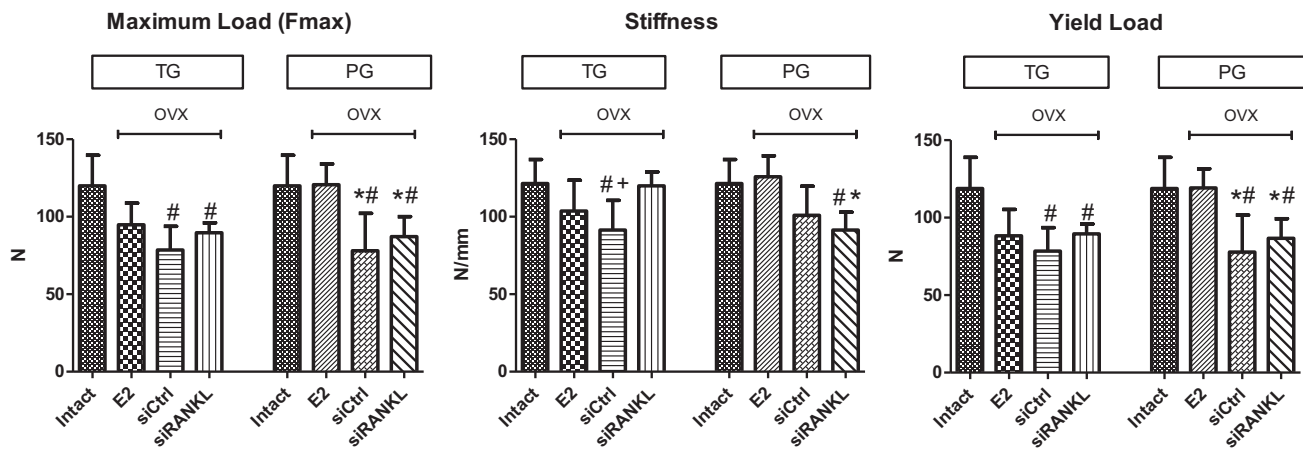 Maximum Load (Fmax)
TG
PG
OVX
OVX
150
100
50
0
N
#
#
*#
*#
Intact
E2
siCtrl
siRANKL
Intact
E2
siCtrl
siRANKL
Stiffness
TG
PG
OVX
OVX
150
100
50
0
N/mm
#+
#*
Intact
E2
siCtrl
siRANKL
Intact
E2
siCtrl
siRANKL
Yield Load
TG
PG
OVX
OVX
150
100
50
0
N
#
#
*#
*#
Intact
E2
siCtrl
siRANKL
Intact
E2
siCtrl
siRANKL